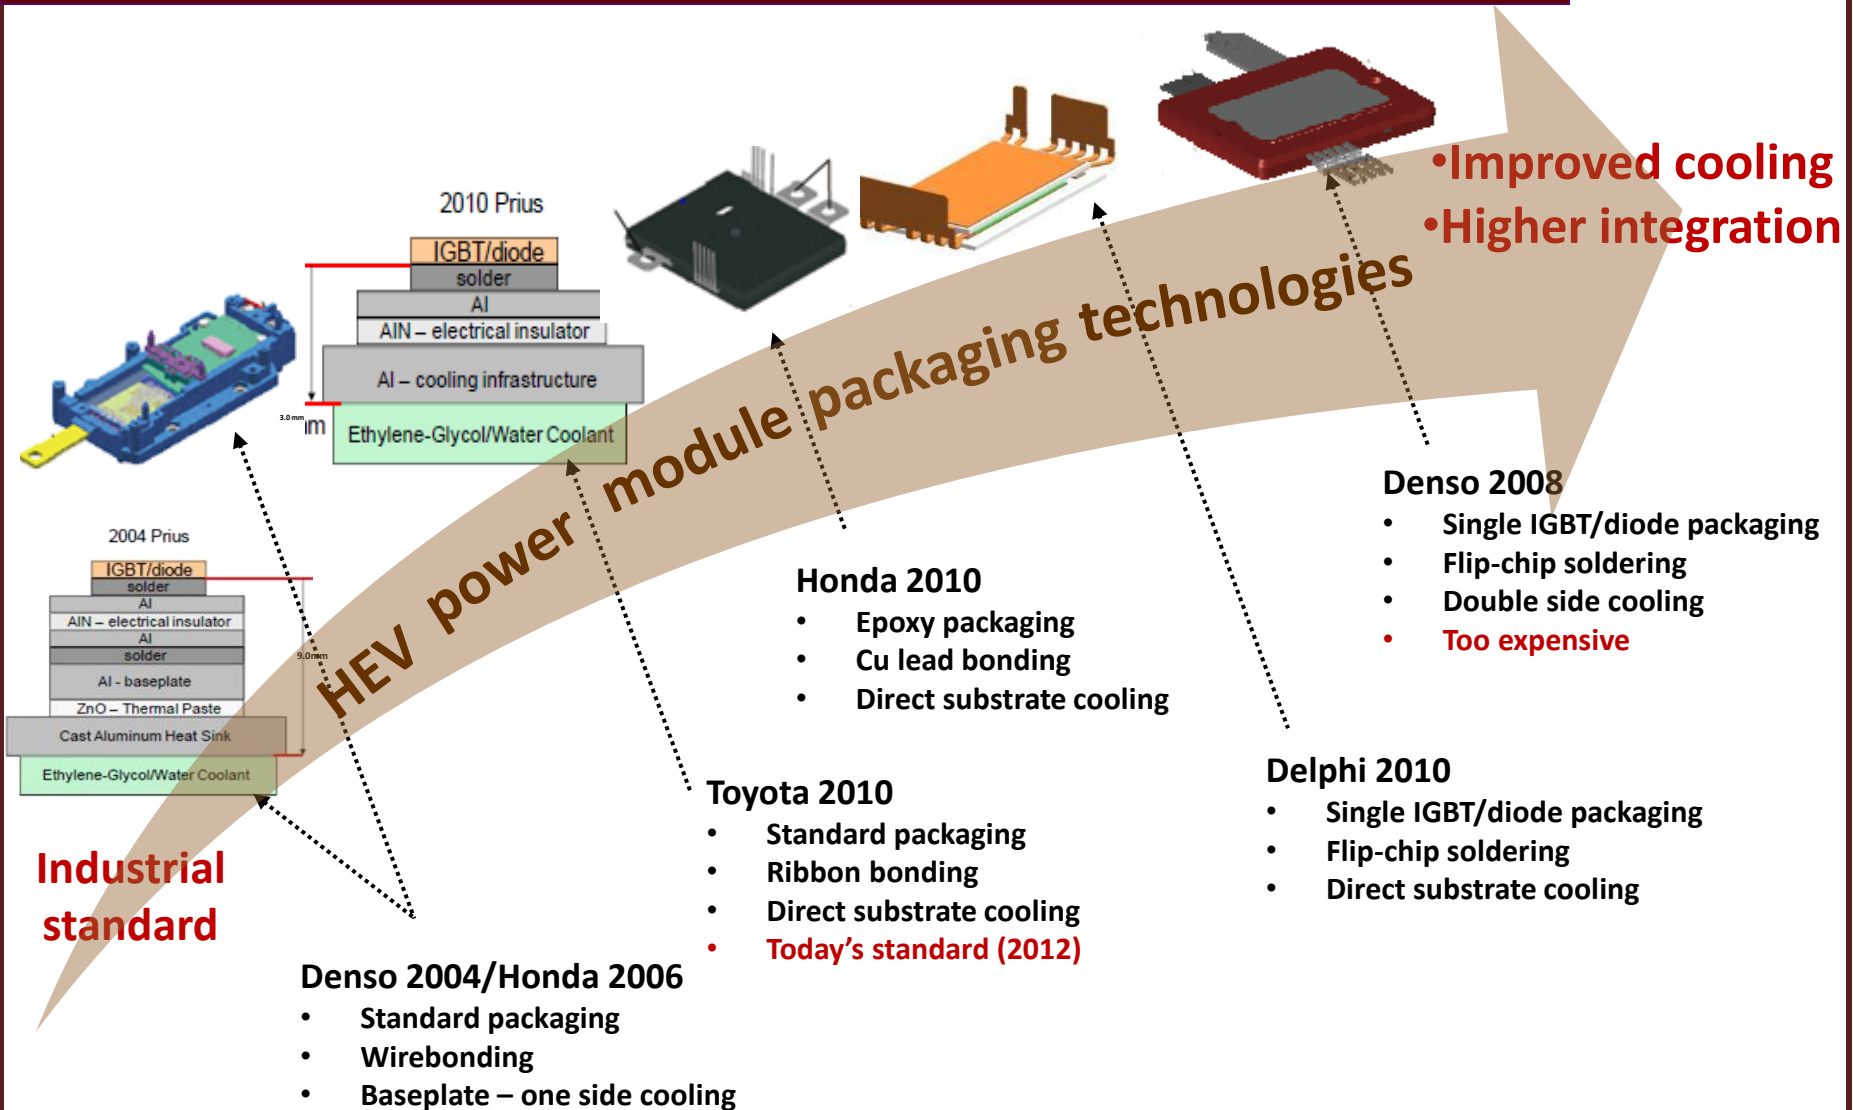 •Improved cooling
•Higher integration
HEV power module packaging technologies
2010 Prius
IGBT/diode
solder
Al
AlN – electrical insulator
Al – cooling infrastructure
Ethylene-Glycol/Water Coolant
3.0 mm
m
2004 Prius
IGBT/diode
solder
Al
AlN – electrical insulator
Al
solder
Al - baseplate
ZnO – Thermal Paste
Cast Aluminum Heat Sink
Ethylene-Glycol/Water Coolant
9.0mm
Industrial
standard
Denso 2004/Honda 2006
• Standard packaging
• Wirebonding
• Baseplate – one side cooling
Toyota 2010
• Standard packaging
• Ribbon bonding
• Direct substrate cooling
• Today’s standard (2012)
Honda 2010
• Epoxy packaging
• Cu lead bonding
• Direct substrate cooling
Delphi 2010
• Single IGBT/diode packaging
• Flip-chip soldering
• Direct substrate cooling
Denso 2008
• Single IGBT/diode packaging
• Flip-chip soldering
• Double side cooling
• Too expensive